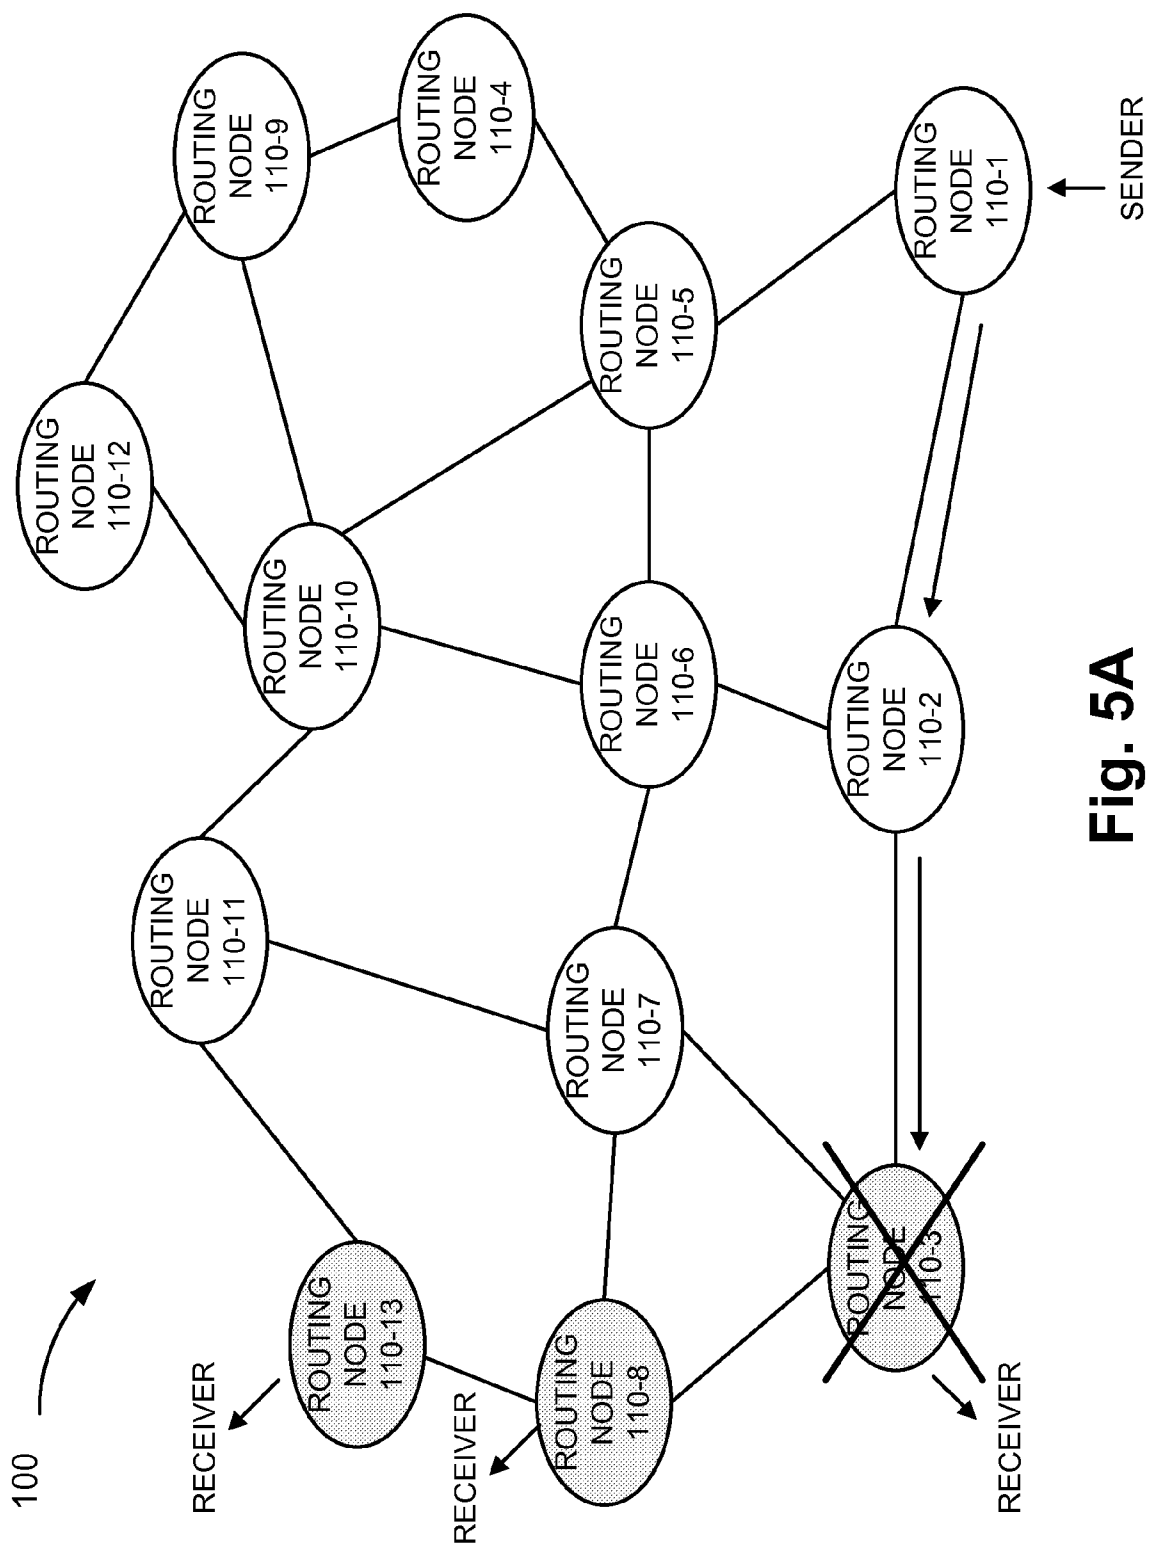 100
RECEIVER
ROUTING
NODE
110-13
RECEIVER
ROUTING
NODE
110-8
RECEIVER
ROUTING
NODE
110-3
ROUTING
NODE
110-11
ROUTING
NODE
110-7
ROUTING
NODE
110-12
ROUTING
NODE
110-10
ROUTING
NODE
110-6
ROUTING
NODE
110-2
ROUTING
NODE
110-9
ROUTING
NODE
110-4
ROUTING
NODE
110-5
ROUTING
NODE
110-1
SENDER
Fig. 5A